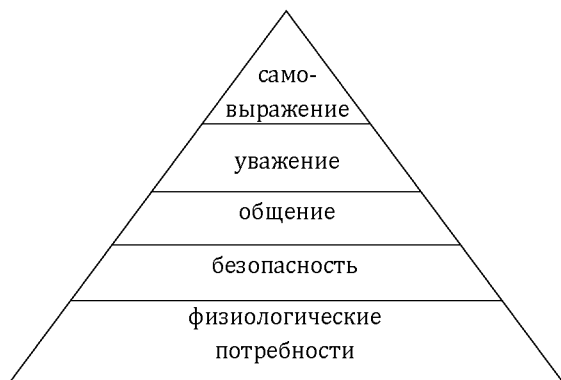 само-
выражение
уважение
общение
безопасность
физиологические
потребности